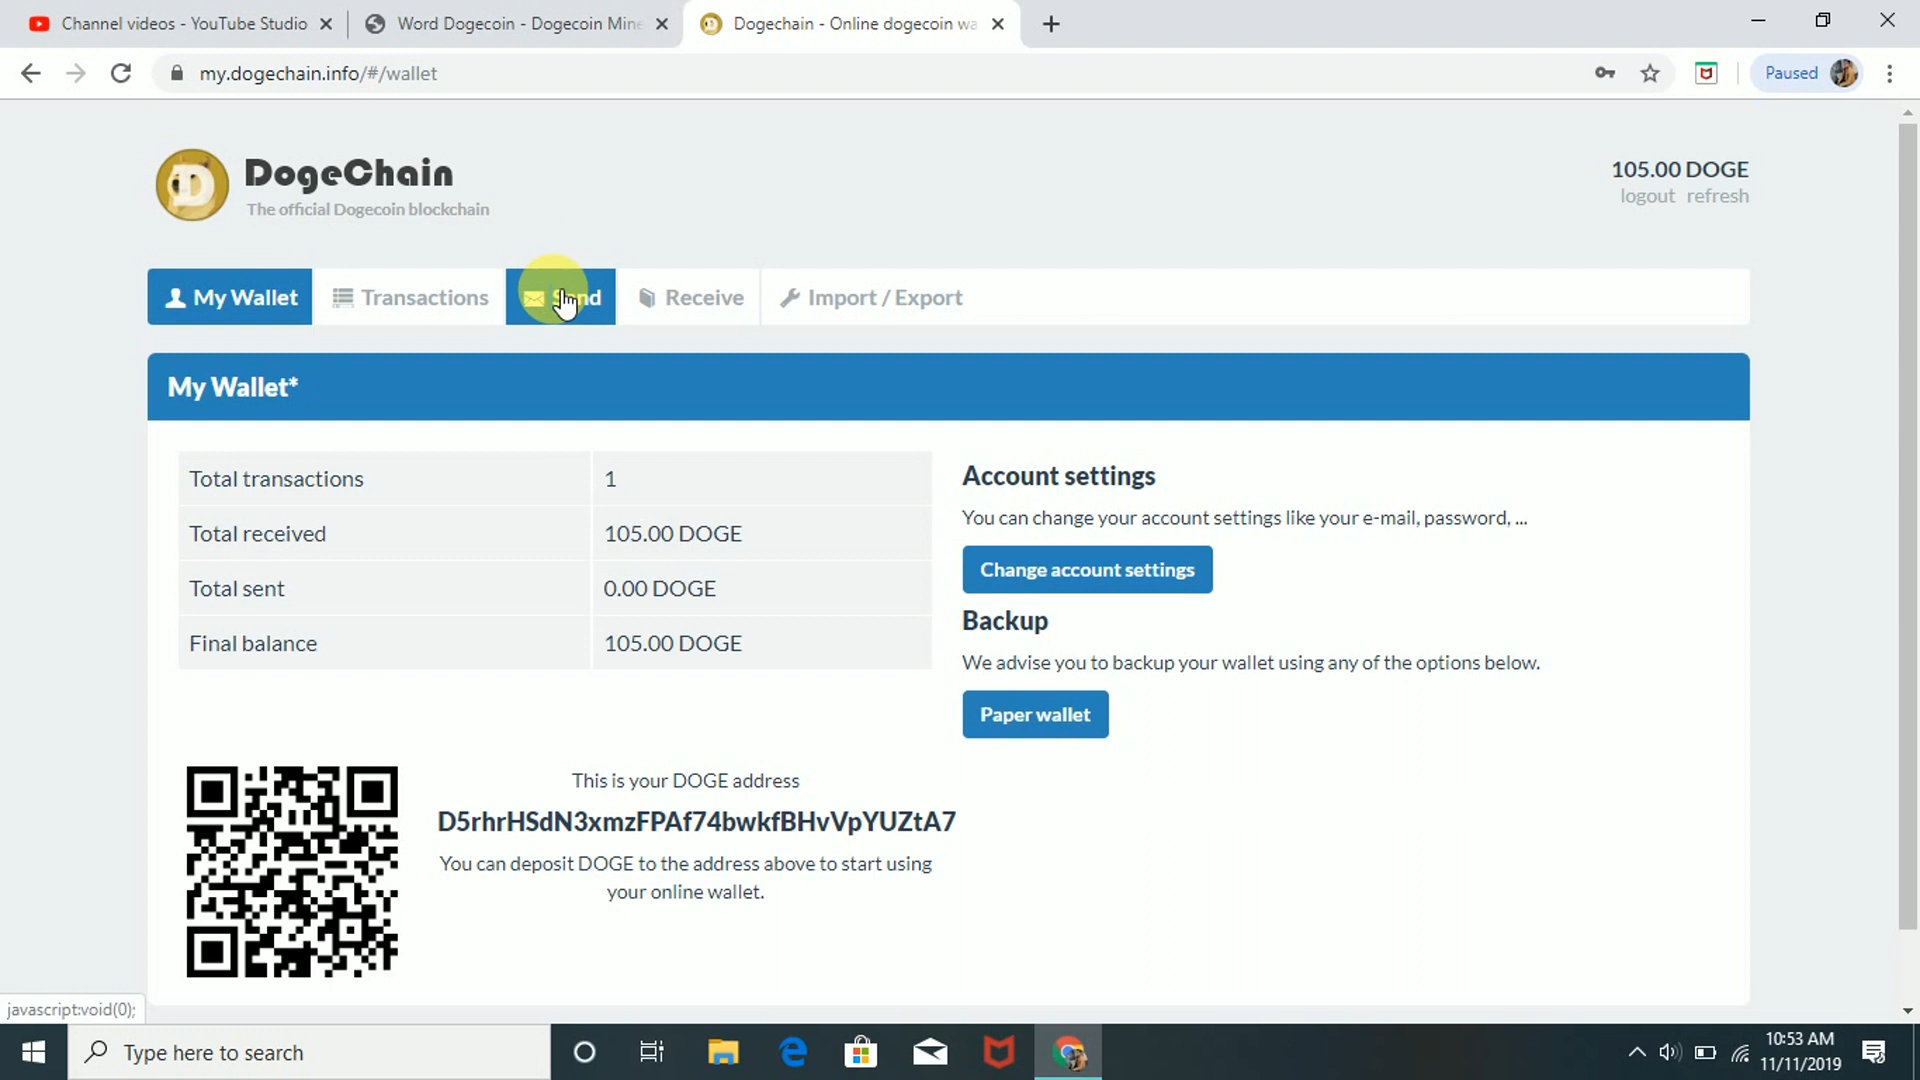 Channel videos - YouTube Studio
Word Dogecoin - Dogecoin Mine
Dogechain - Online dogecoin wa
my.dogechain.info/#/wallet
Paused
DogeChain
The official Dogecoin blockchain
105.00 DOGE
logout refresh
My Wallet
Transactions
Send
Receive
Import / Export
My Wallet*
Total transactions 1
Total received 105.00 DOGE
Total sent 0.00 DOGE
Final balance 105.00 DOGE
Account settings
You can change your account settings like your e-mail, password, ...
Change account settings
Backup
We advise you to backup your wallet using any of the options below.
Paper wallet
This is your DOGE address
D5rhrHSdN3xmzFPAf74bwkfBHvVpYUZtA7
You can deposit DOGE to the address above to start using
your online wallet.
javascript:void(0);
Type here to search
10:53 AM
11/11/2019